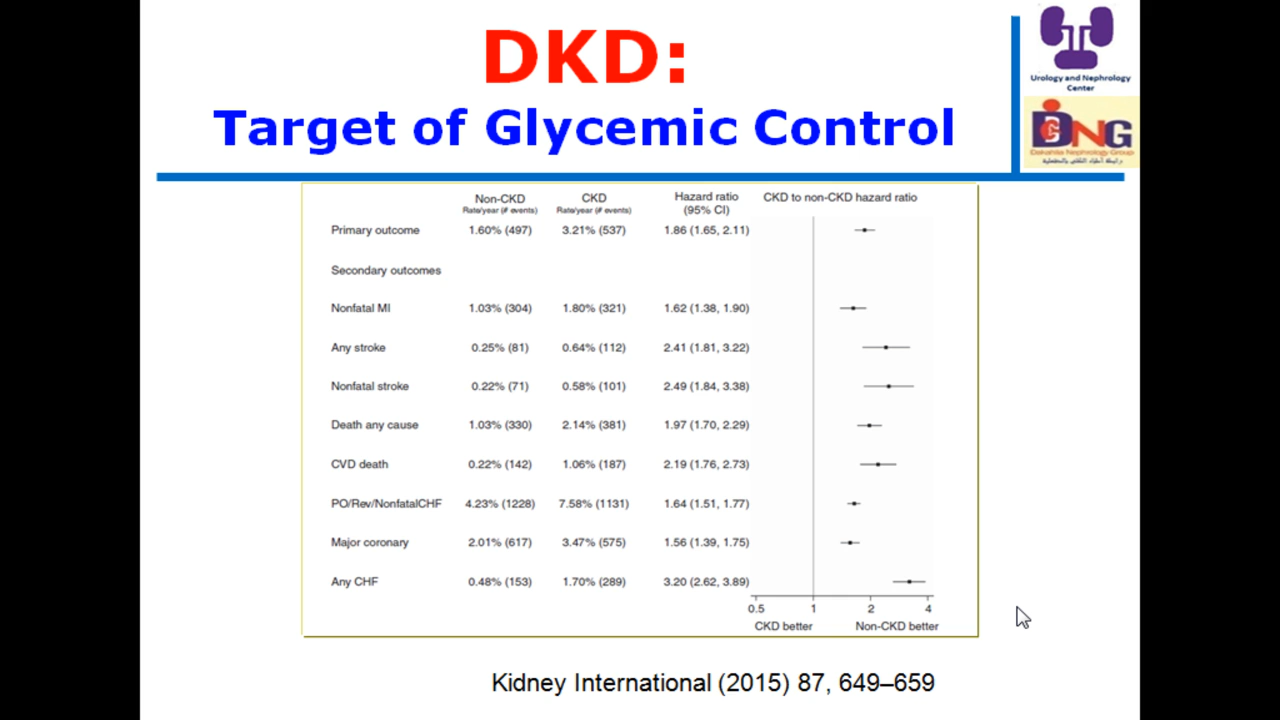 DKD:
Target of Glycemic Control
Urology and Nephrology
Center
DNG
Dakahlia Nephrology Group
Non-CKD CKD Hazard ratio CKD to non-CKD hazard ratio
Rate/year (# events) Rate/year (# events) (95% CI)
Primary outcome 1.60% (497) 3.21% (537) 1.86 (1.65, 2.11)
Secondary outcomes
Nonfatal MI 1.03% (304) 1.80% (321) 1.62 (1.38, 1.90)
Any stroke 0.25% (81) 0.64% (112) 2.41 (1.81, 3.22)
Nonfatal stroke 0.22% (71) 0.58% (101) 2.49 (1.84, 3.38)
Death any cause 1.03% (330) 2.14% (381) 1.97 (1.70, 2.29)
CVD death 0.22% (142) 1.06% (187) 2.19 (1.76, 2.73)
PO/Rev/NonfatalCHF 4.23% (1228) 7.58% (1131) 1.64 (1.51, 1.77)
Major coronary 2.01% (617) 3.47% (575) 1.56 (1.39, 1.75)
Any CHF 0.48% (153) 1.70% (289) 3.20 (2.62, 3.89)
0.5 1 2 4
CKD better Non-CKD better
Kidney International (2015) 87, 649–659